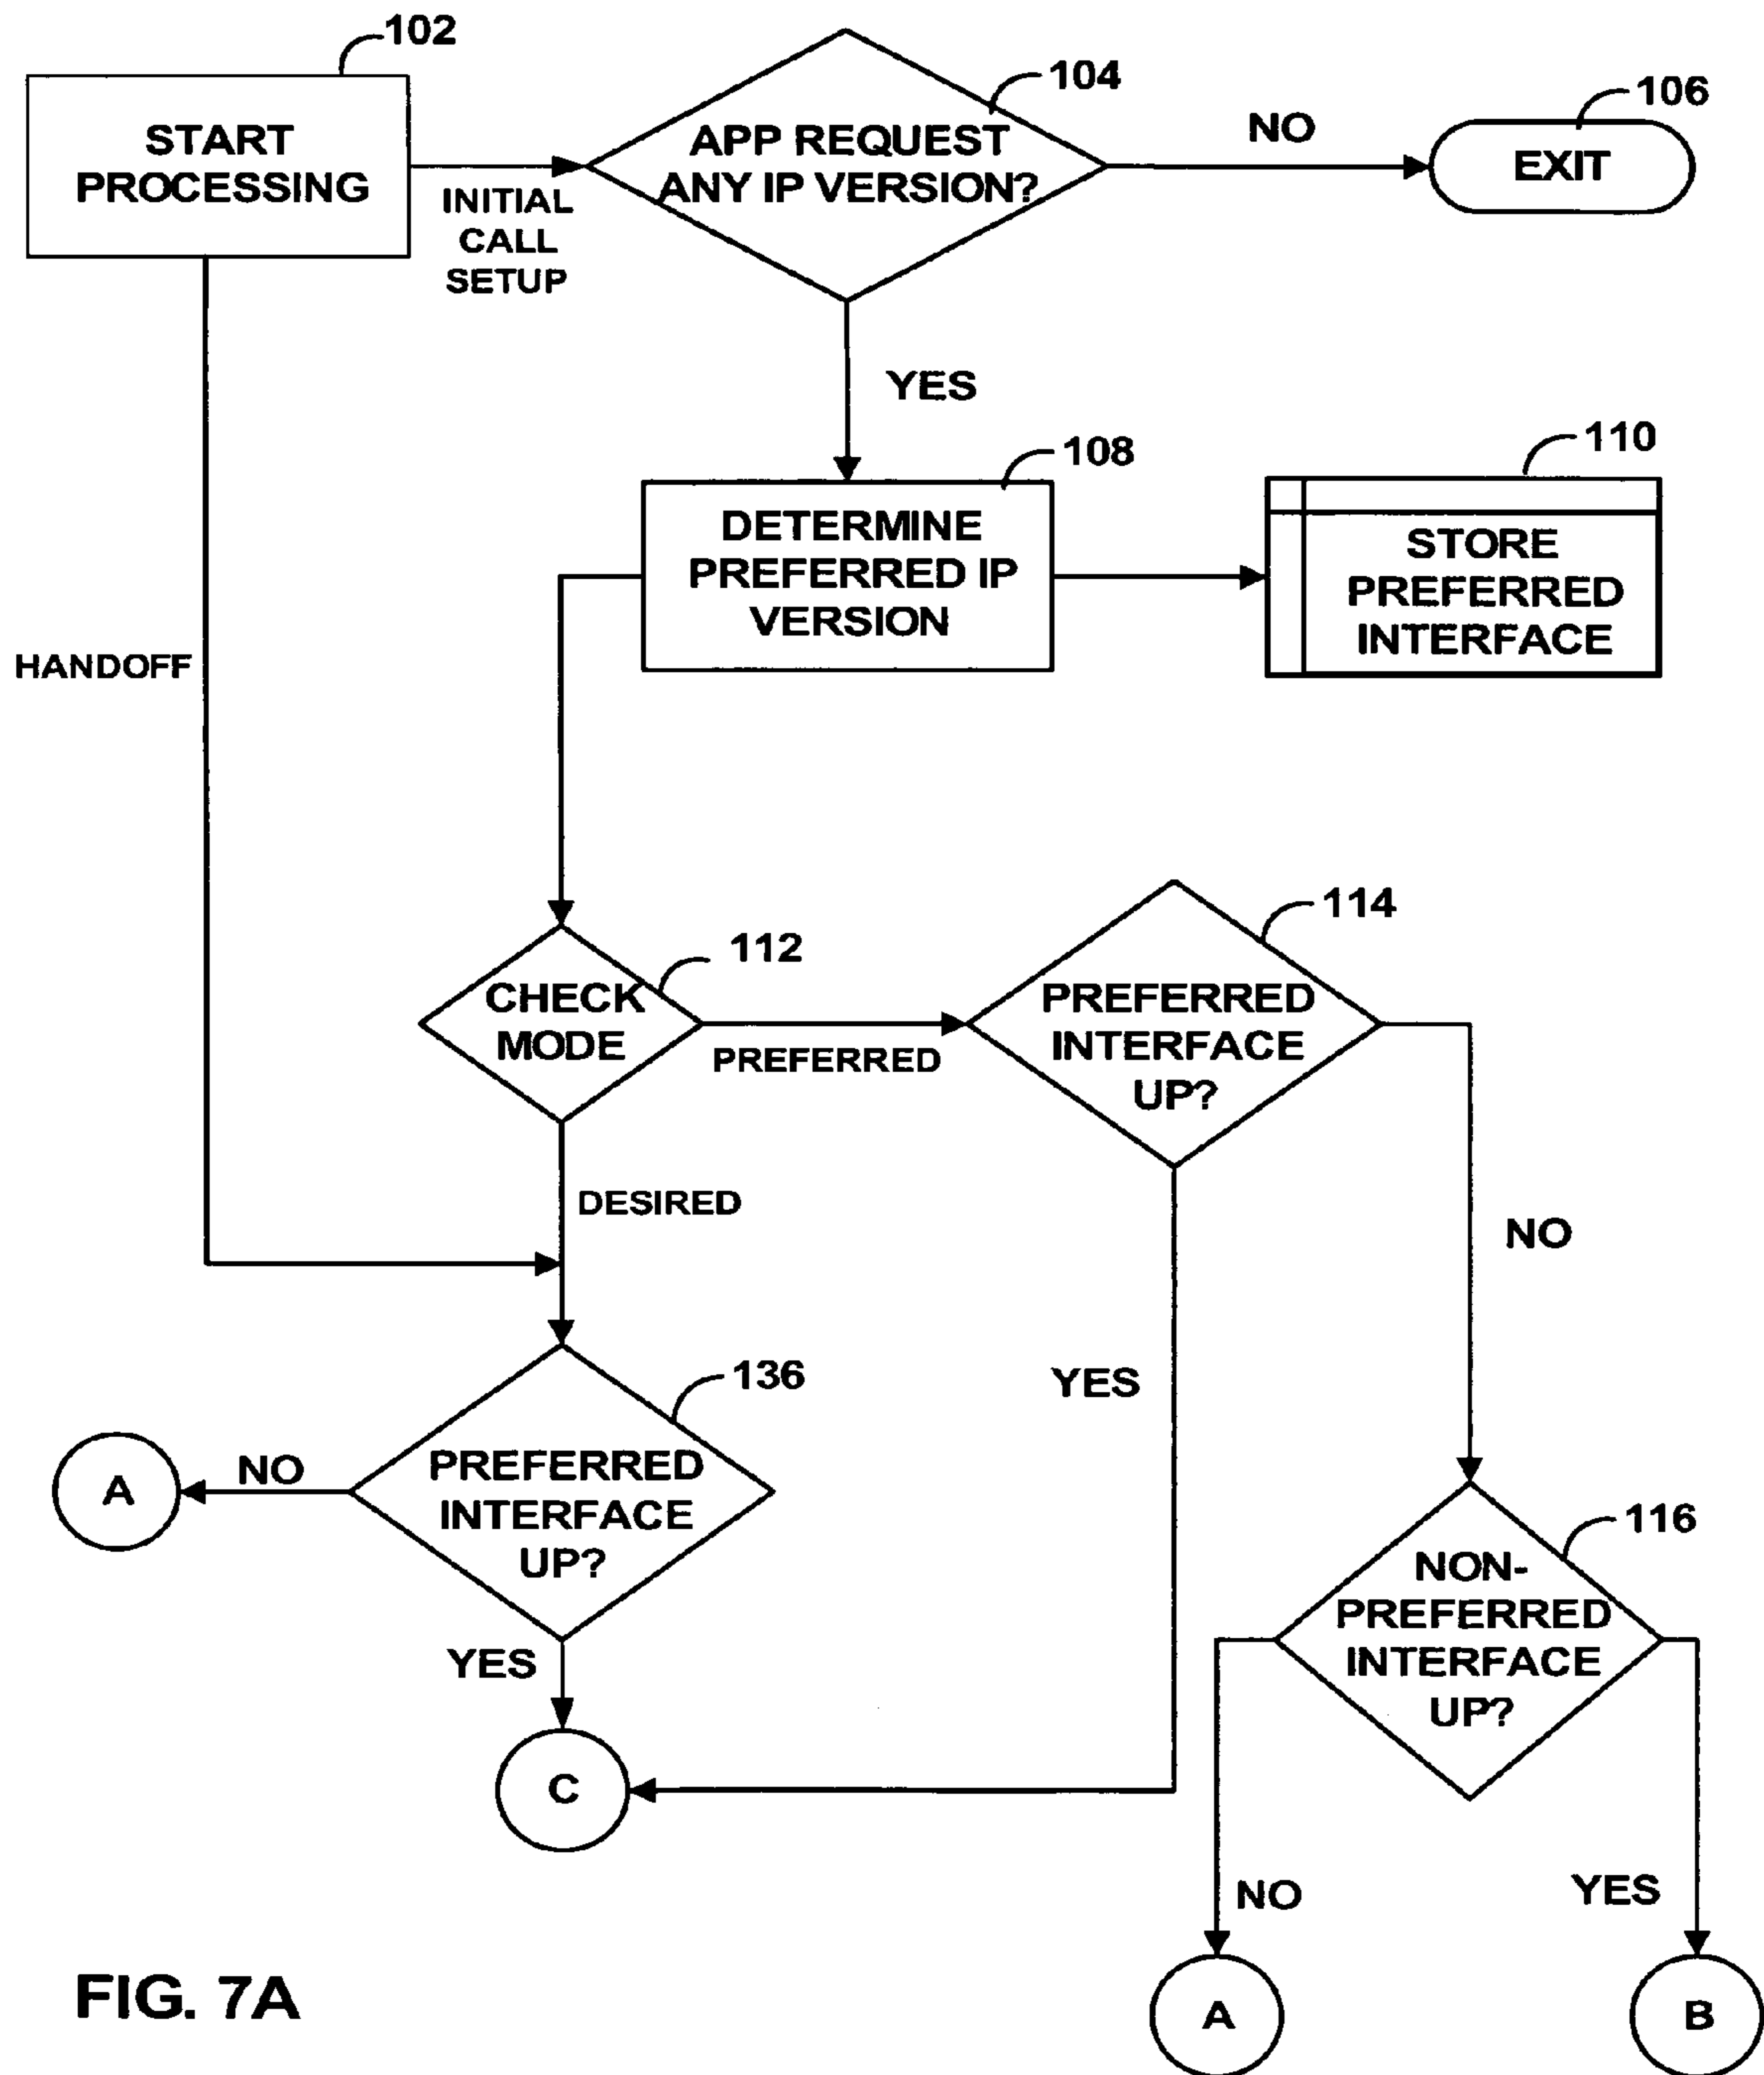 102
START
PROCESSING
INITIAL
CALL
SETUP
104
APP REQUEST
ANY IP VERSION?
NO
106
EXIT
YES
HANDOFF
108
DETERMINE
PREFERRED IP
VERSION
110
STORE
PREFERRED
INTERFACE
112
CHECK
MODE
PREFERRED
114
PREFERRED
INTERFACE
UP?
DESIRED
NO
YES
136
PREFERRED
INTERFACE
UP?
NO
A
YES
C
116
NON-
PREFERRED
INTERFACE
UP?
NO
YES
A
B
FIG. 7A